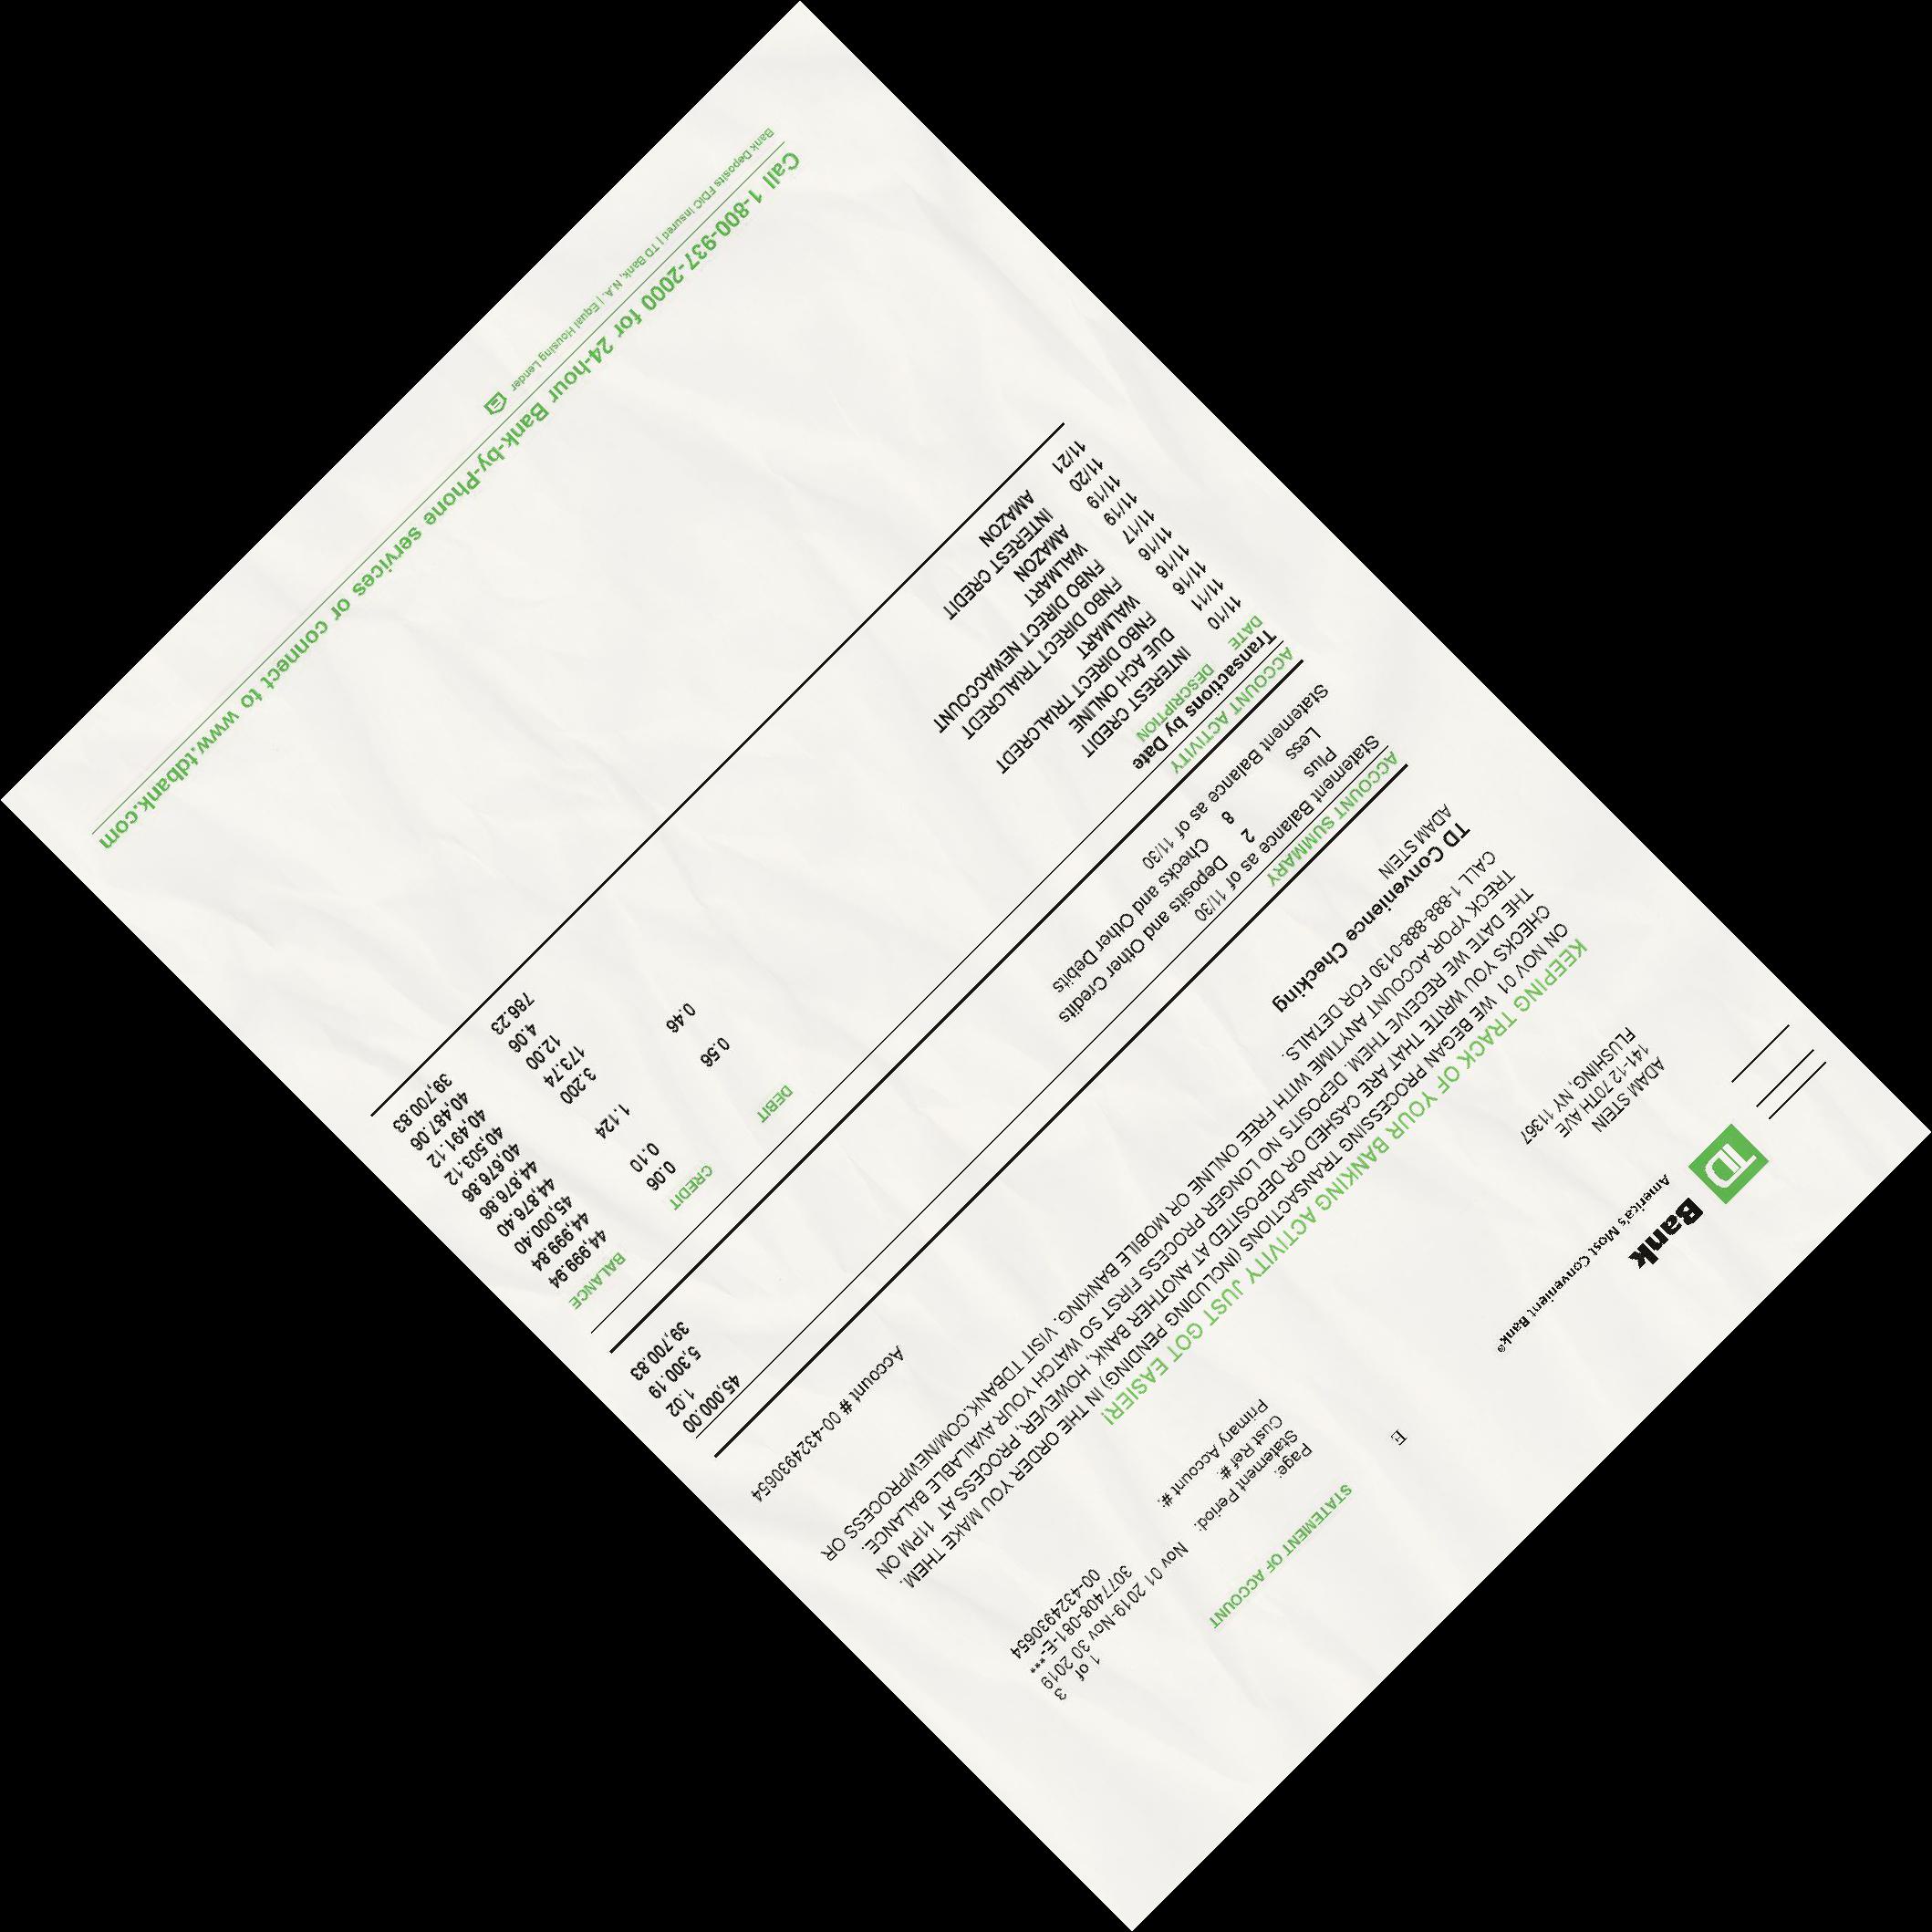 TD Bank
America's Most Convenient Bank®
E
STATEMENT OF ACCOUNT
ADAM STEIN
141-12 70TH AVE
FLUSHING, NY 11367
Page: 1 of 3
Statement Period: Nov 01 2019-Nov 30 2019
Cust Ref #: 3077408-081-E-***
Primary Account #: 00-4324930654
KEEPING TRACK OF YOUR BANKING ACTIVITY JUST GOT EASIER!
ON NOV 01 WE BEGAN PROCESSING TRANSACTIONS (INCLUDING PENDING) IN THE ORDER YOU MAKE THEM.
CHECKS YOU WRITE THAT ARE CASHED OR DEPOSITED AT ANOTHER BANK, HOWEVER, PROCESS AT 11PM ON
THE DATE WE RECEIVE THEM. DEPOSITS NO LONGER PROCESS FIRST SO WATCH YOUR AVAILABLE BALANCE.
TRECK YPOR ACCOUNT ANYTIME WITH FREE ONLINE OR MOBILE BANKING. VISIT TDBANK.COM/NEWPROCESS OR
CALL 1-888-888-0130 FOR DETAILS.
TD Convenience Checking
ADAM STEIN
Account # 00-4324930654
ACCOUNT SUMMARY
Statement Balance as of 11/30 45,000.00
Plus 2 Deposits and Other Credits 1.02
Less 8 Checks and Other Debits 5,300.19
Statement Balance as of 11/30 39,700.83
ACCOUNT ACTIVITY
Transactions by Date
DATE DESCRIPTION DEBIT CREDIT BALANCE
11/10 INTEREST CREDIT 0.06 44,999.94
11/11 DUE ACH ONLINE 0.10 44,999.84
11/16 FNBO DIRECT TRIALCREDT 0.56 45,000.40
11/16 WALMART 1.124 44,876.40
11/16 FNBO DIRECT TRIALCREDT 0.46 44,876.86
11/17 FNBO DIRECT NEWACCOUNT 3.200 40,676.86
11/19 WALMART 173.74 40,503.12
11/19 AMAZON 12.00 40,491.12
11/20 INTEREST CREDIT 4.06 40,487.06
11/21 AMAZON 786.23 39,700.83
Call 1-800-937-2000 for 24-hour Bank-by-Phone services or connect to www.tdbank.com
Bank Deposits FDIC Insured | TD Bank, N.A. | Equal Housing Lender